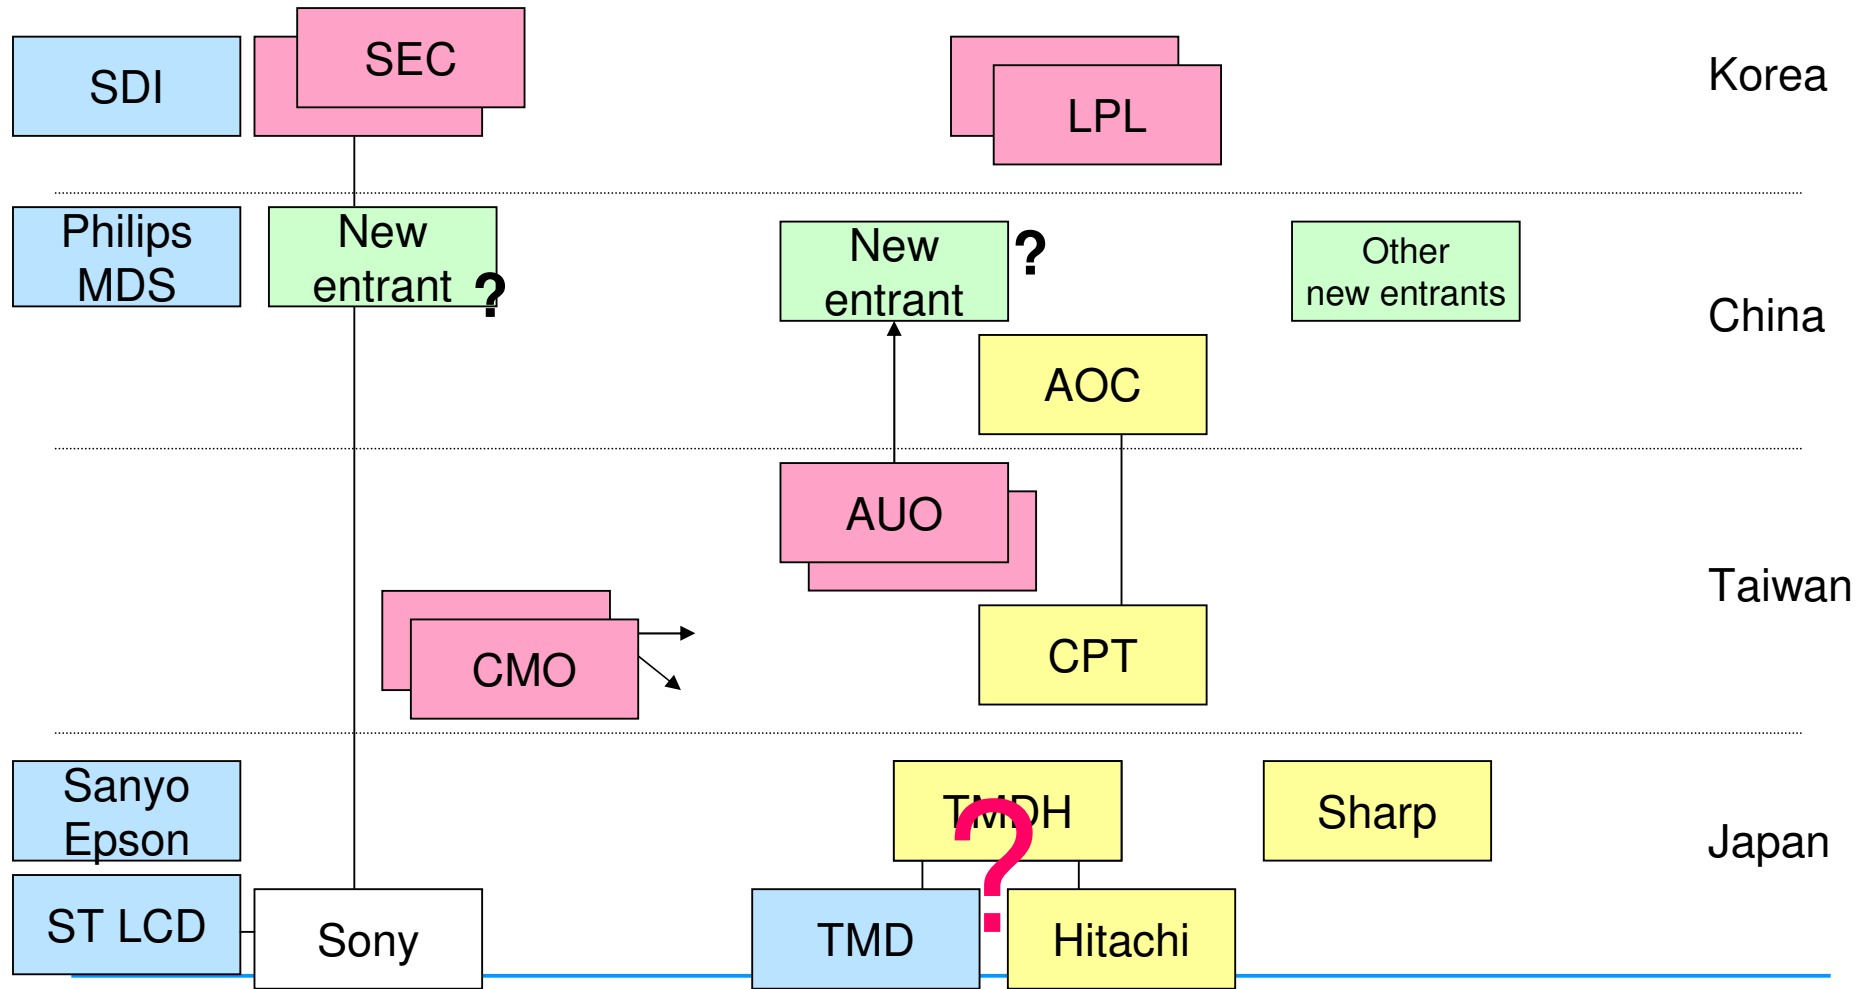 SDI
SEC
LPL
Korea
Philips
MDS
New
entrant ?
New
entrant
?
Other
new entrants
China
AOC
AUO
Taiwan
CMO
CPT
Sanyo
Epson
TMDH
?
Sharp
Japan
ST LCD
Sony
TMD
Hitachi